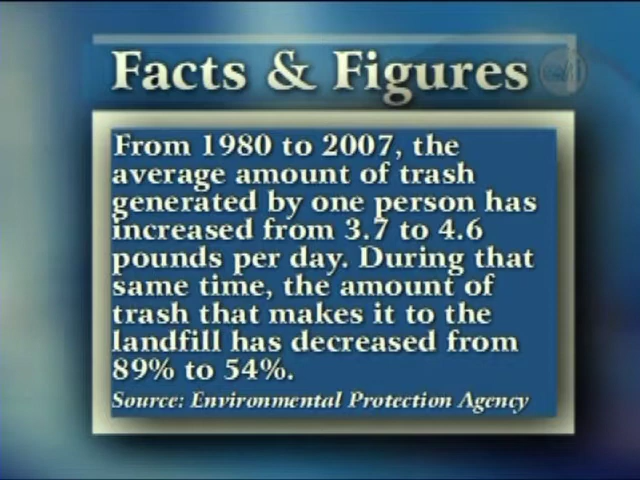 Facts & Figures
From 1980 to 2007, the
average amount of trash
generated by one person has
increased from 3.7 to 4.6
pounds per day. During that
same time, the amount of
trash that makes it to the
landfill has decreased from
89% to 54%.
Source: Environmental Protection Agency